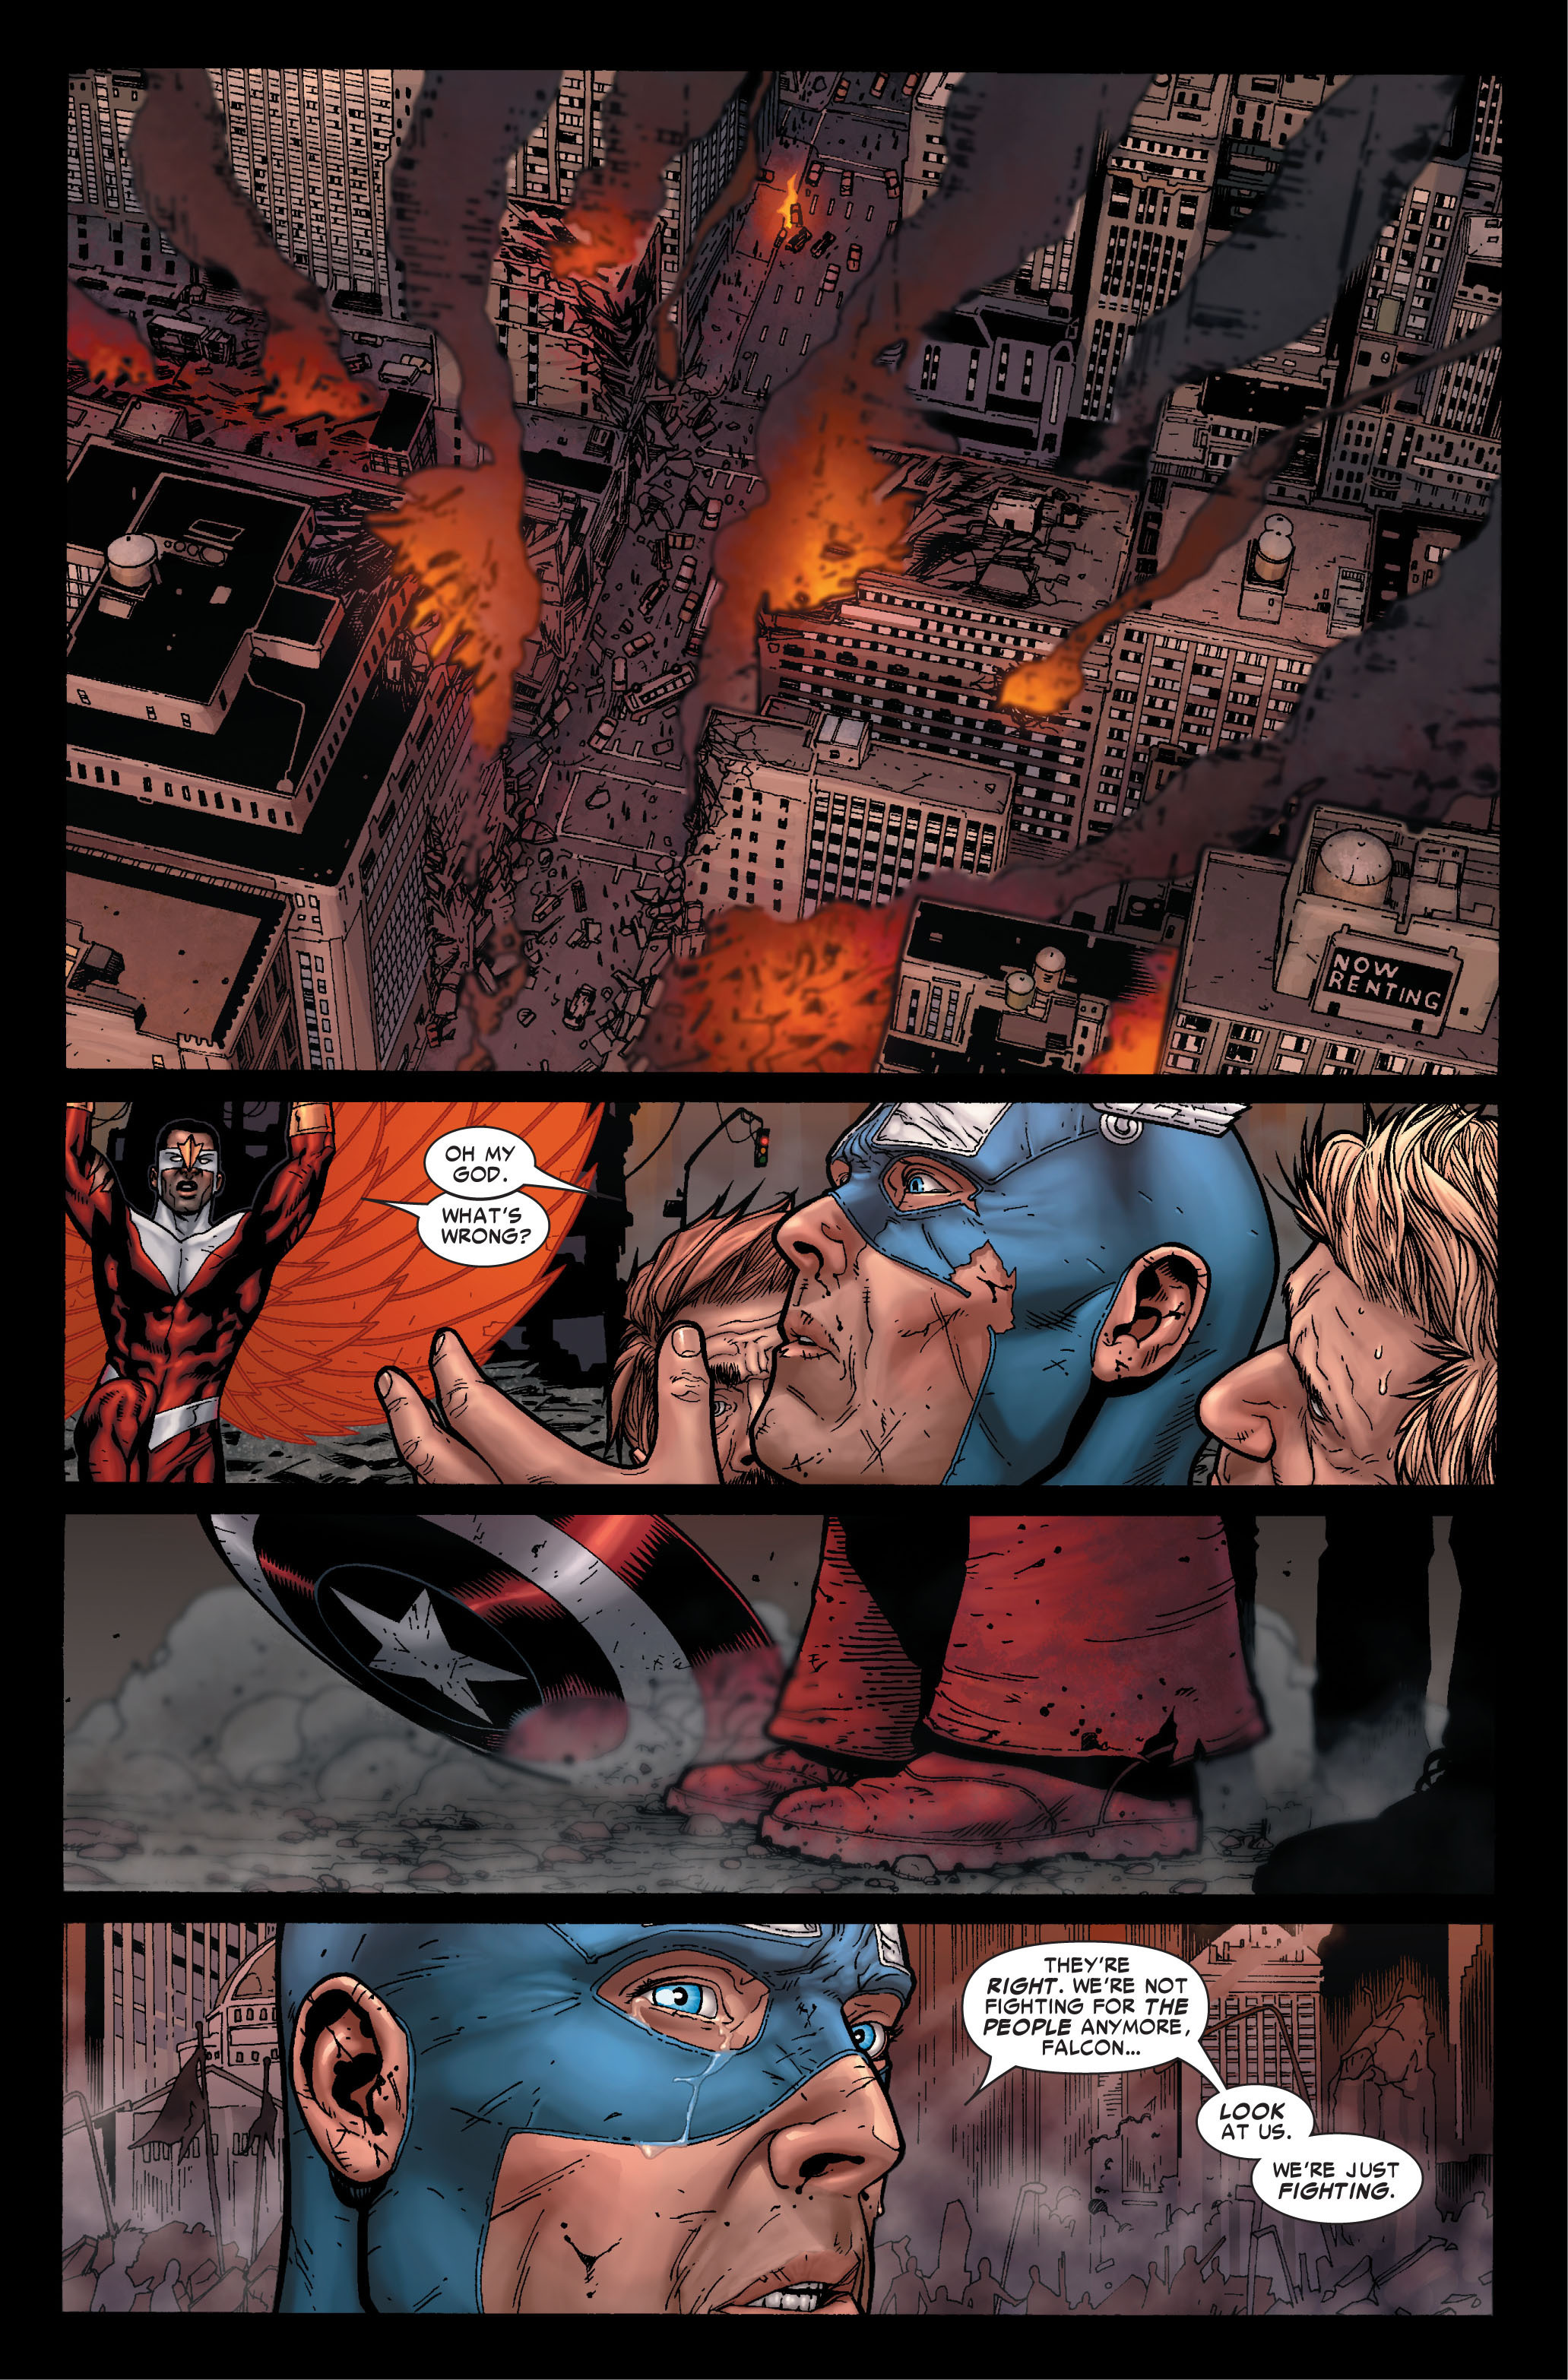 NOW
RENTING
OH MY
GOD.
WHAT'S
WRONG?
THEY'RE
RIGHT. WE'RE NOT
FIGHTING FOR THE
PEOPLE ANYMORE,
FALCON...
LOOK
AT US.
WE'RE JUST
FIGHTING.